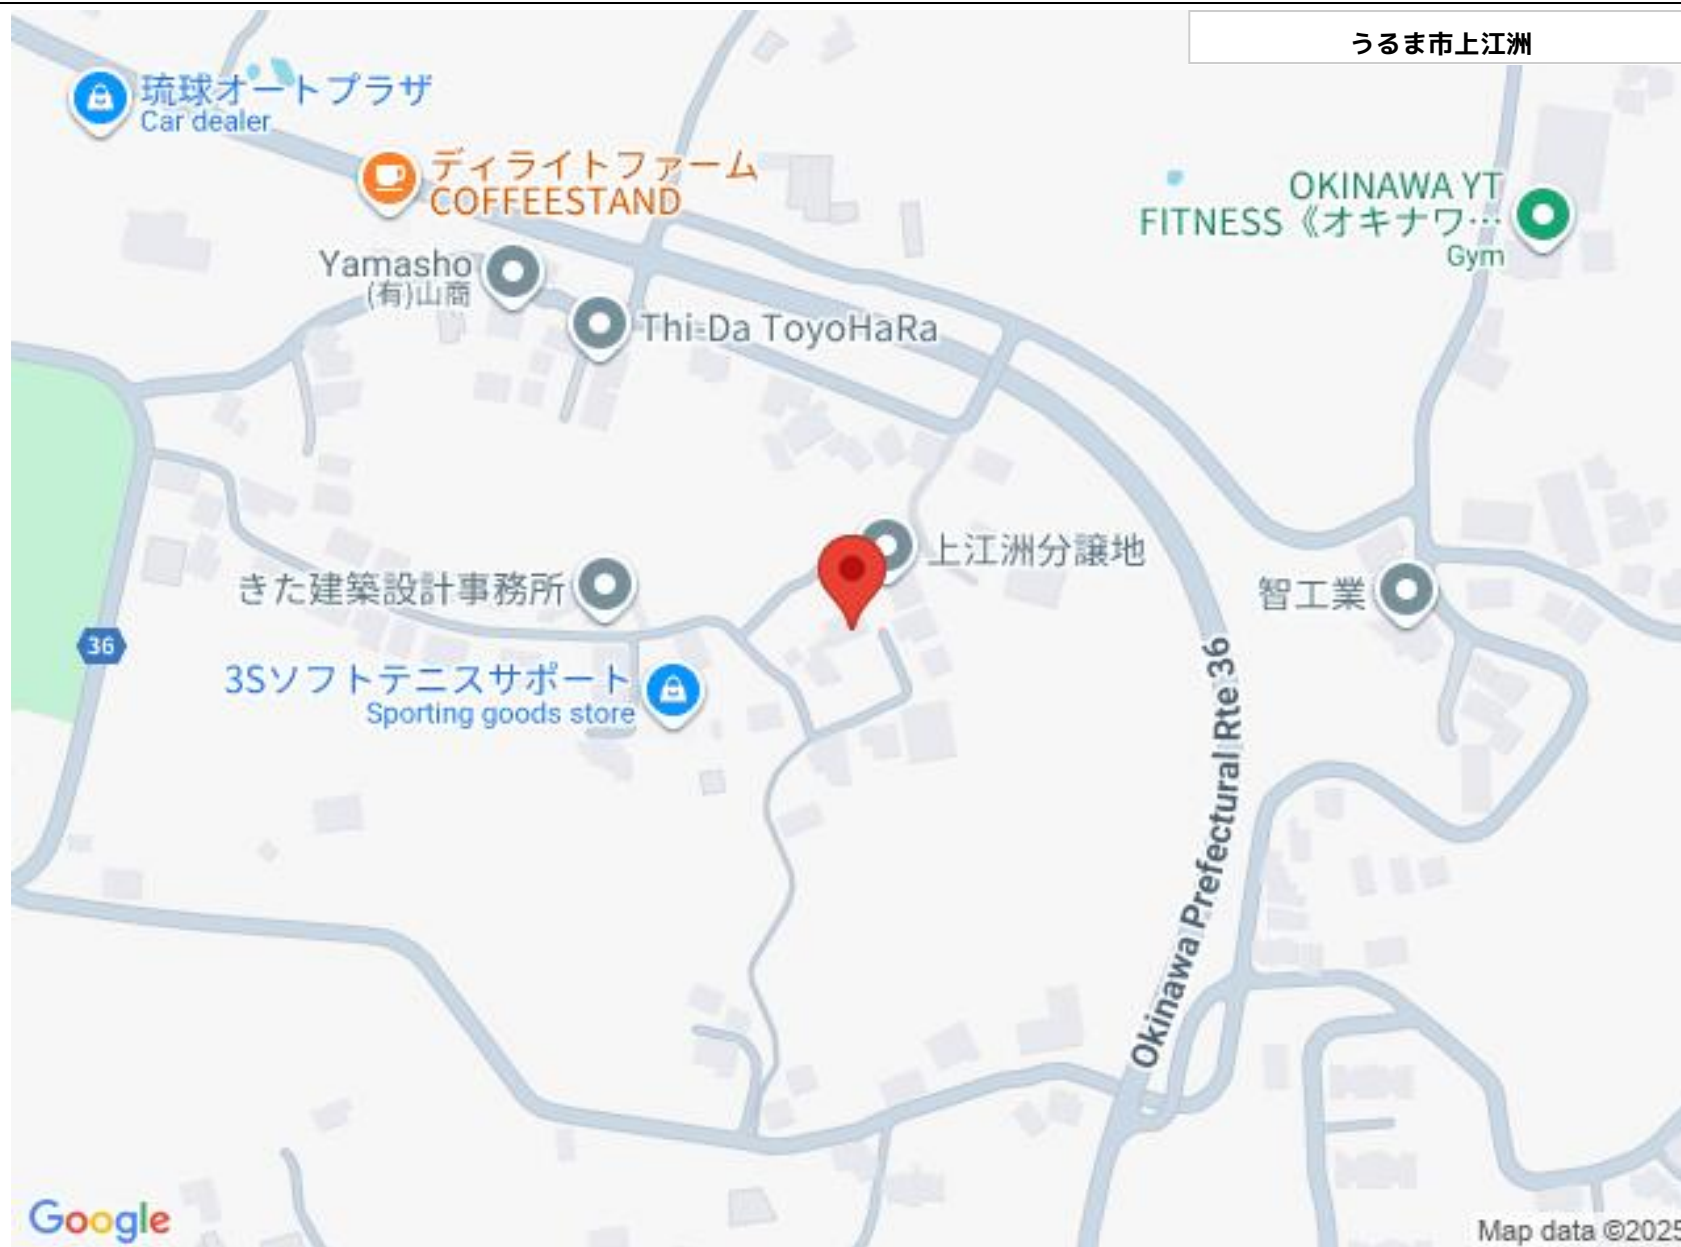 うるま市上江洲
琉球オートプラザ
Car dealer
ディライトファーム
COFFEESTAND
OKINAWA YT
FITNESS《オキナワ…
Gym
Yamasho
(有)山商
Thi-Da ToyoHaRa
上江洲分譲地
きた建築設計事務所
智工業
36
3Sソフトテニスサポート
Sporting goods store
Okinawa Prefectural Rte 36
Google
Map data ©2025